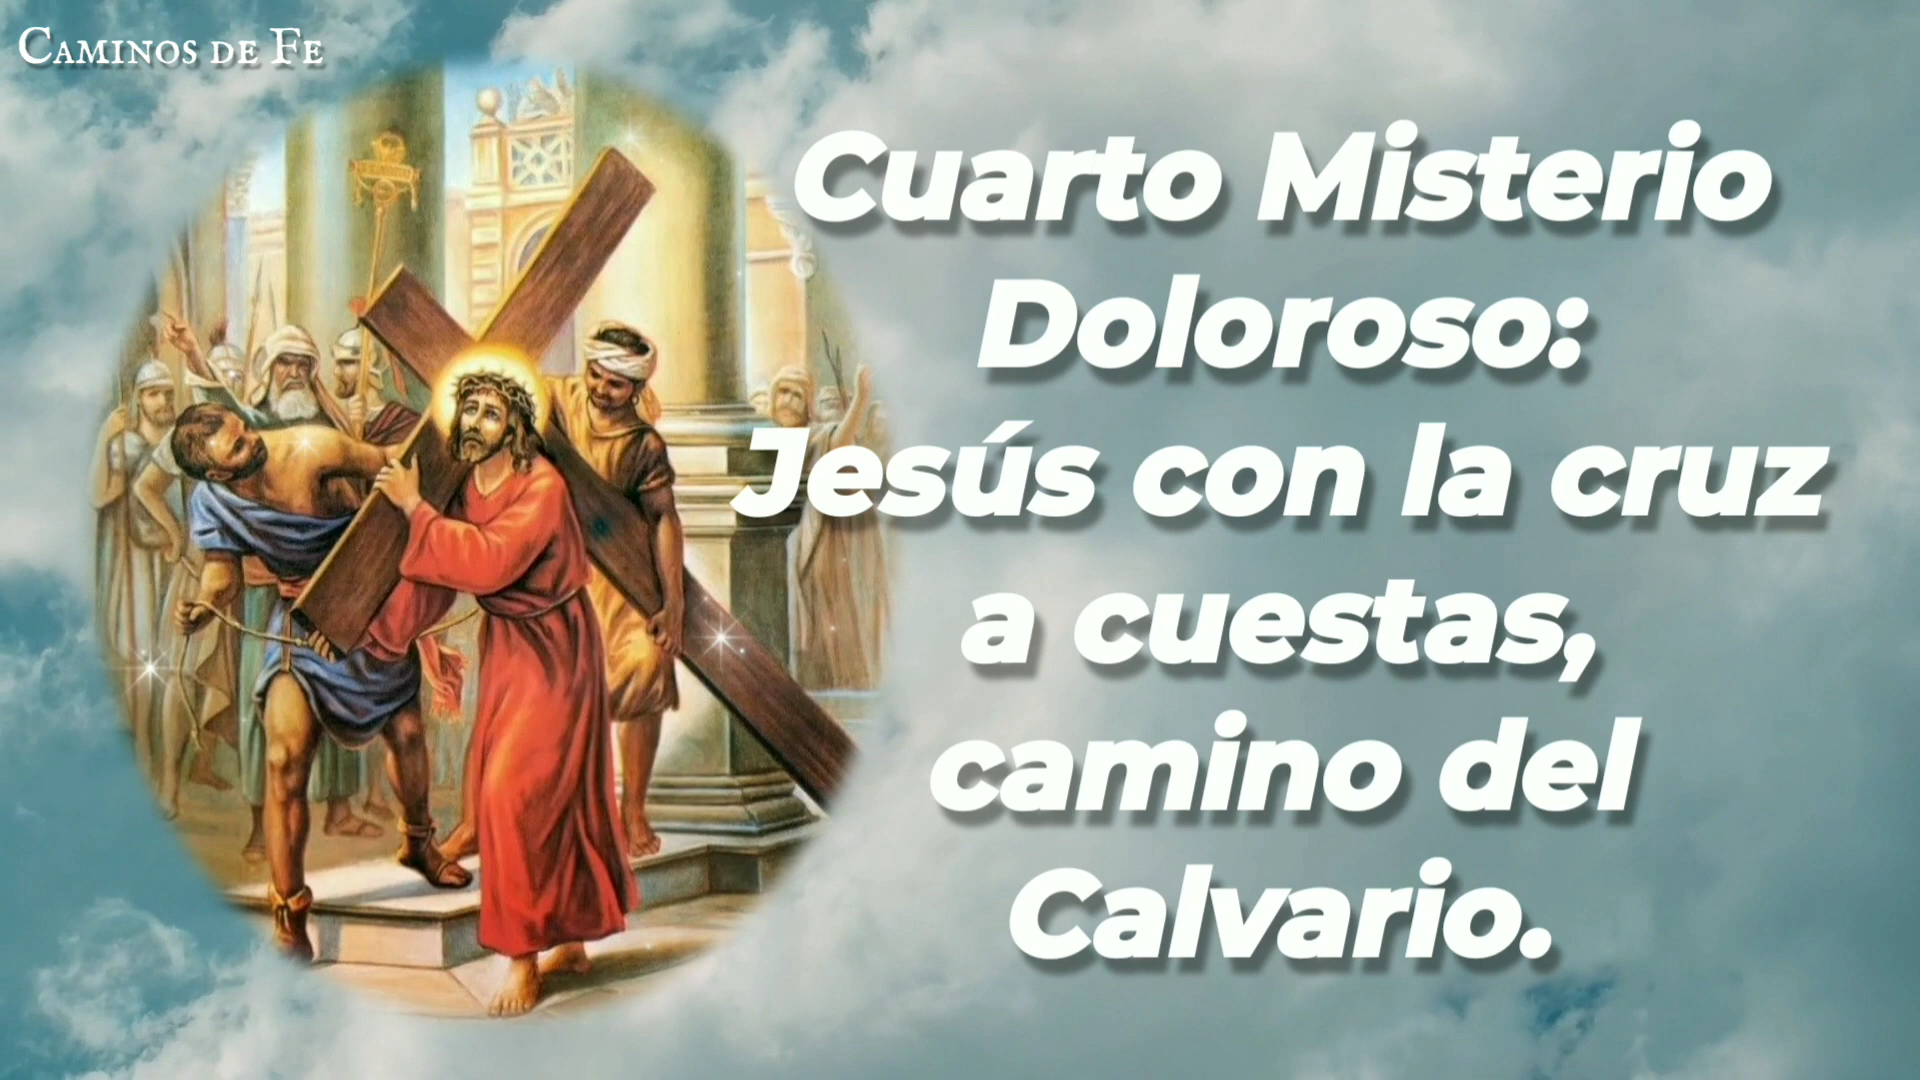 Caminos de Fe
Cuarto Misterio
Doloroso:
Jesús con la cruz
a cuestas,
camino del
Calvario.